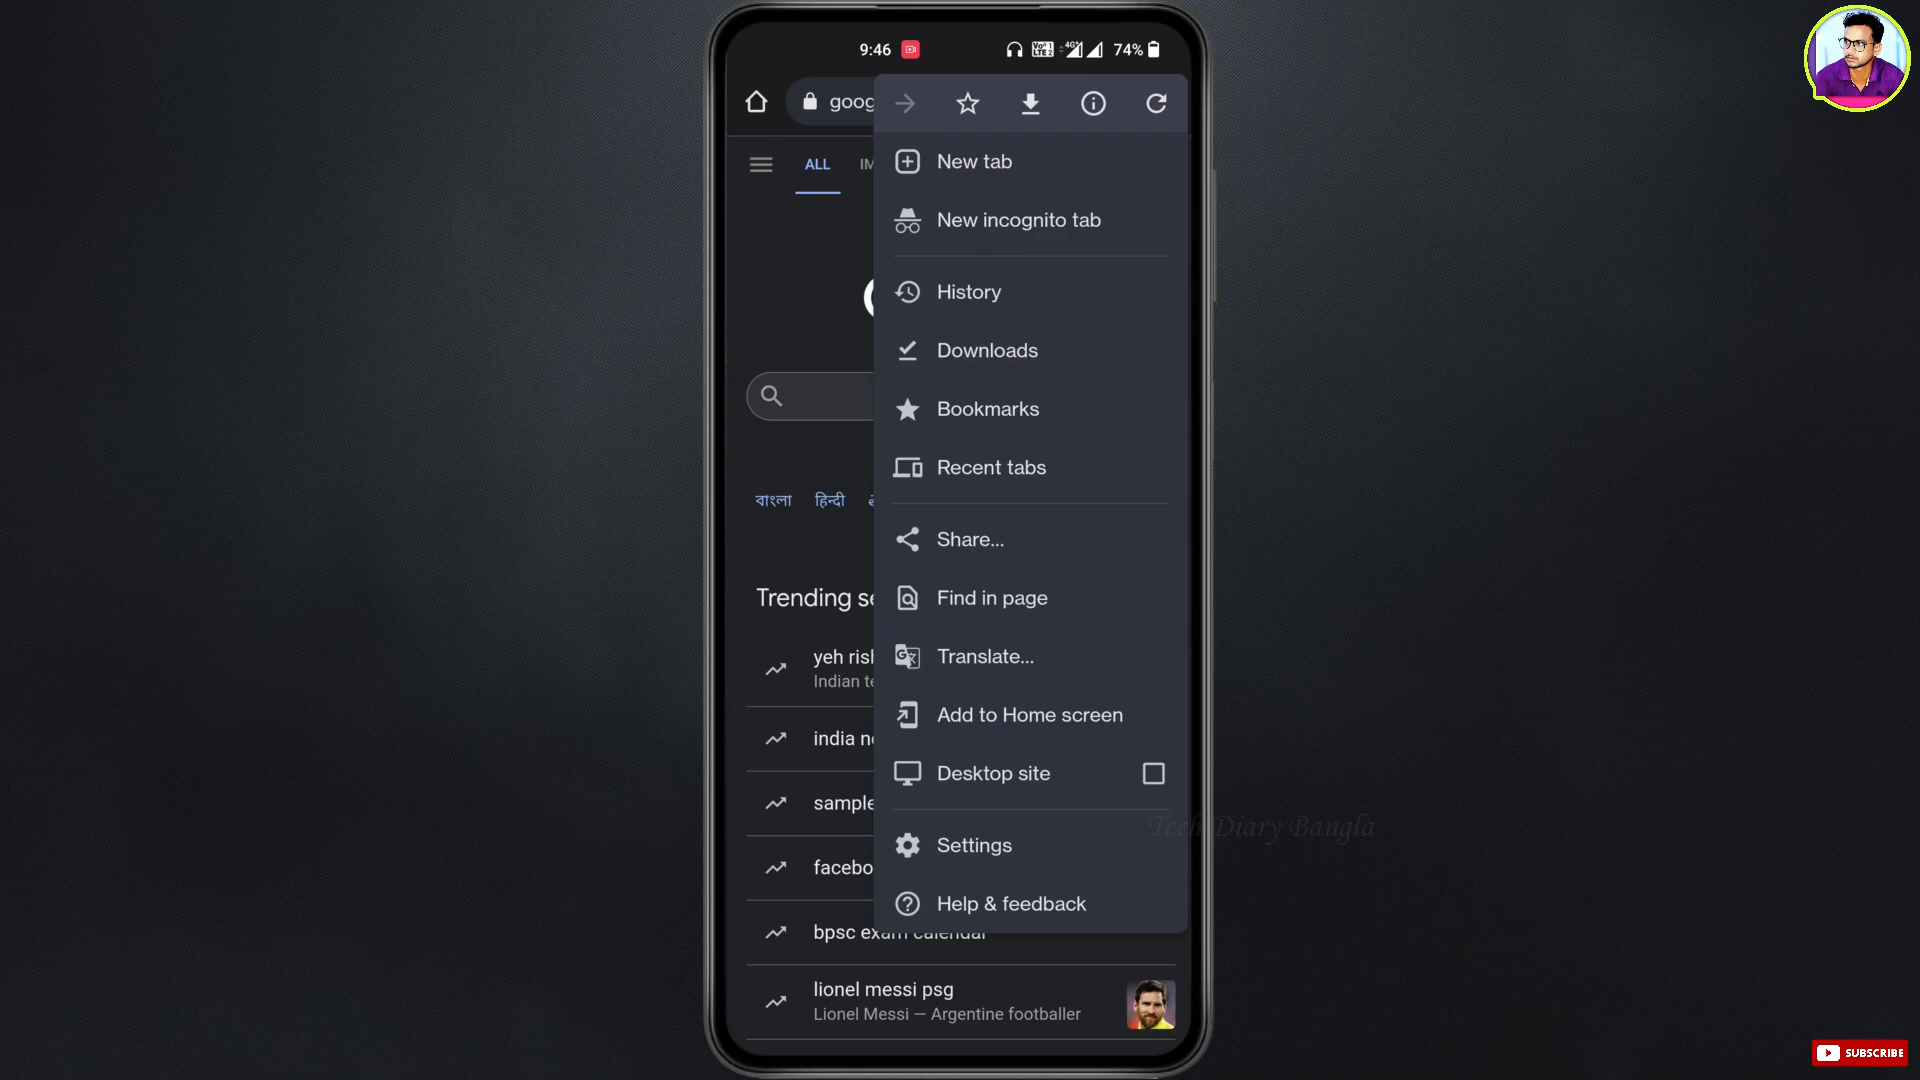 9:46
74%
goog
ALL IM
New tab
New incognito tab
History
Downloads
Bookmarks
Recent tabs
বাংলা हिन्दी
Share...
Find in page
Trending se
Translate...
yeh rish
Indian te
Add to Home screen
india ne
Desktop site
sample
Tech Diary Bangla
Settings
facebo
Help & feedback
bpsc exam calendar
lionel messi psg
Lionel Messi — Argentine footballer
SUBSCRIBE